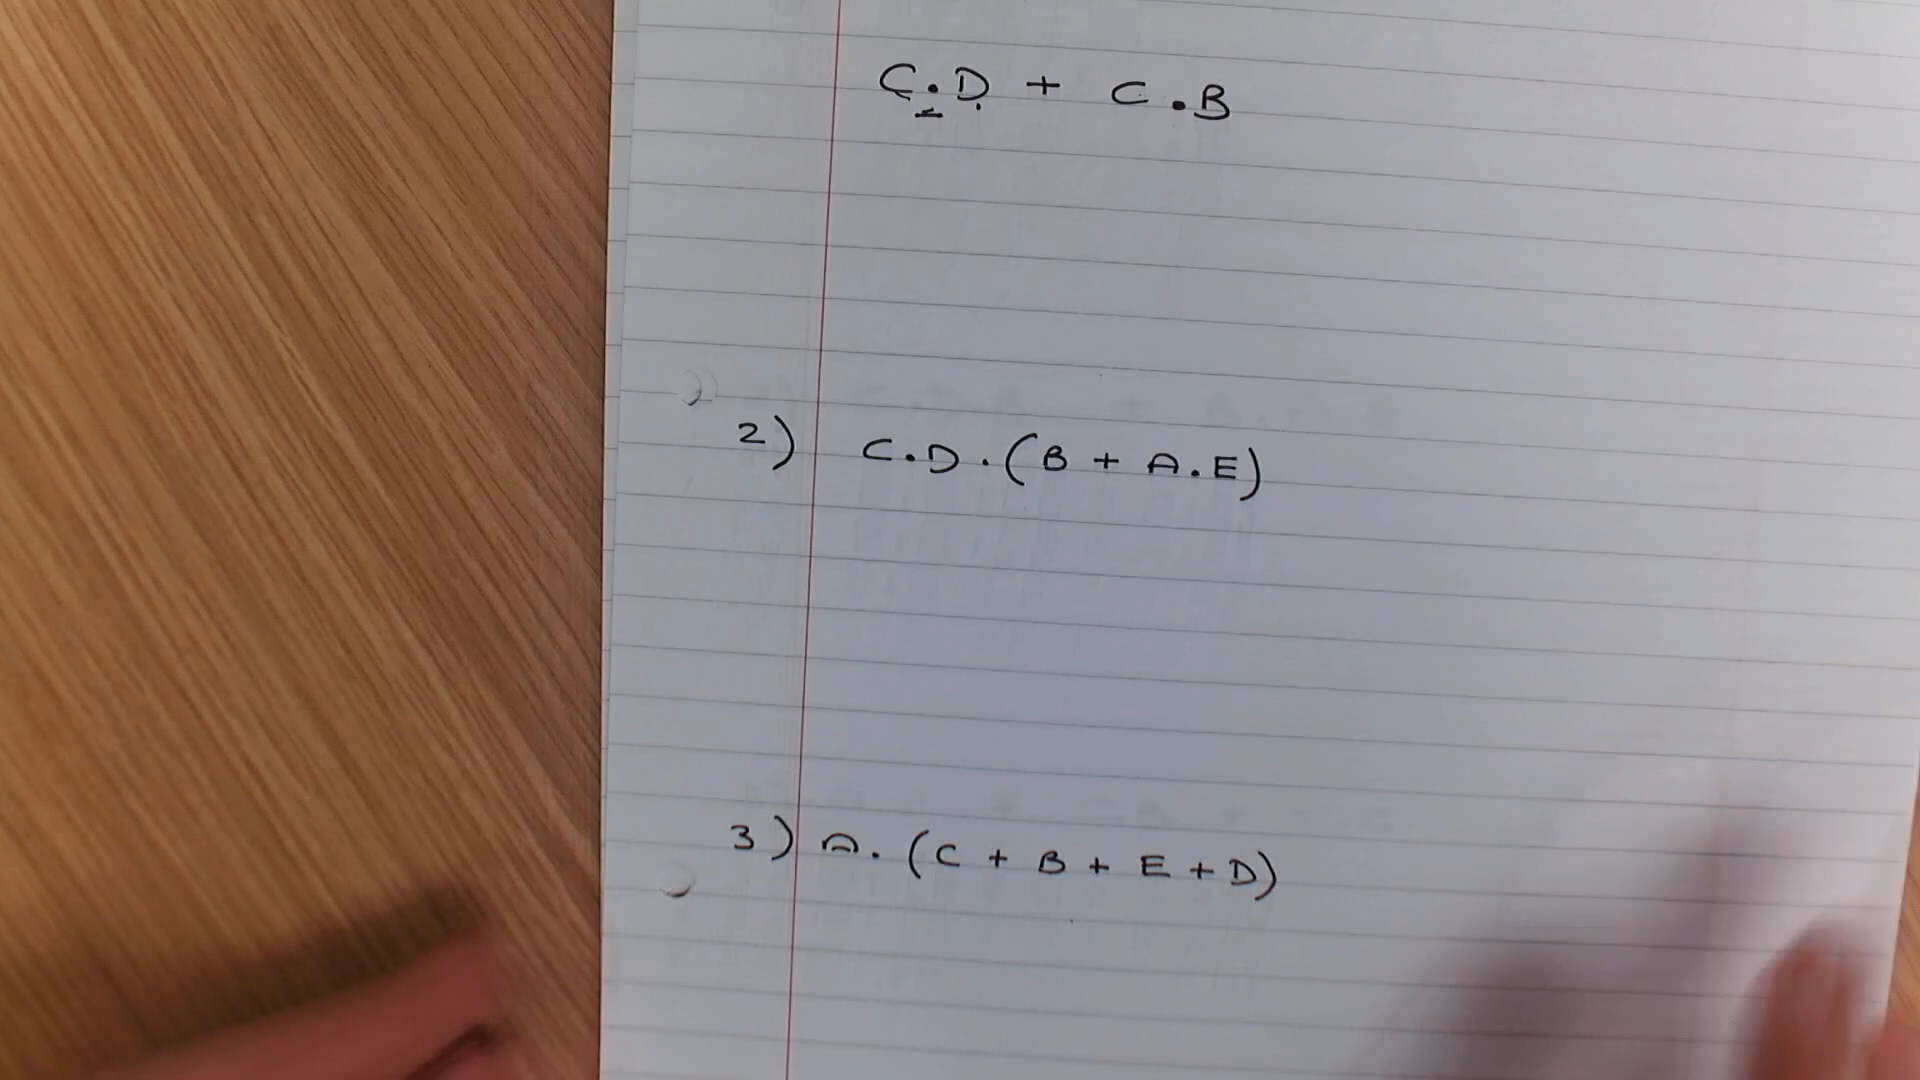 C.D + C.B
2) C.D.(B + A.E)
3) A.(C + B + E + D)